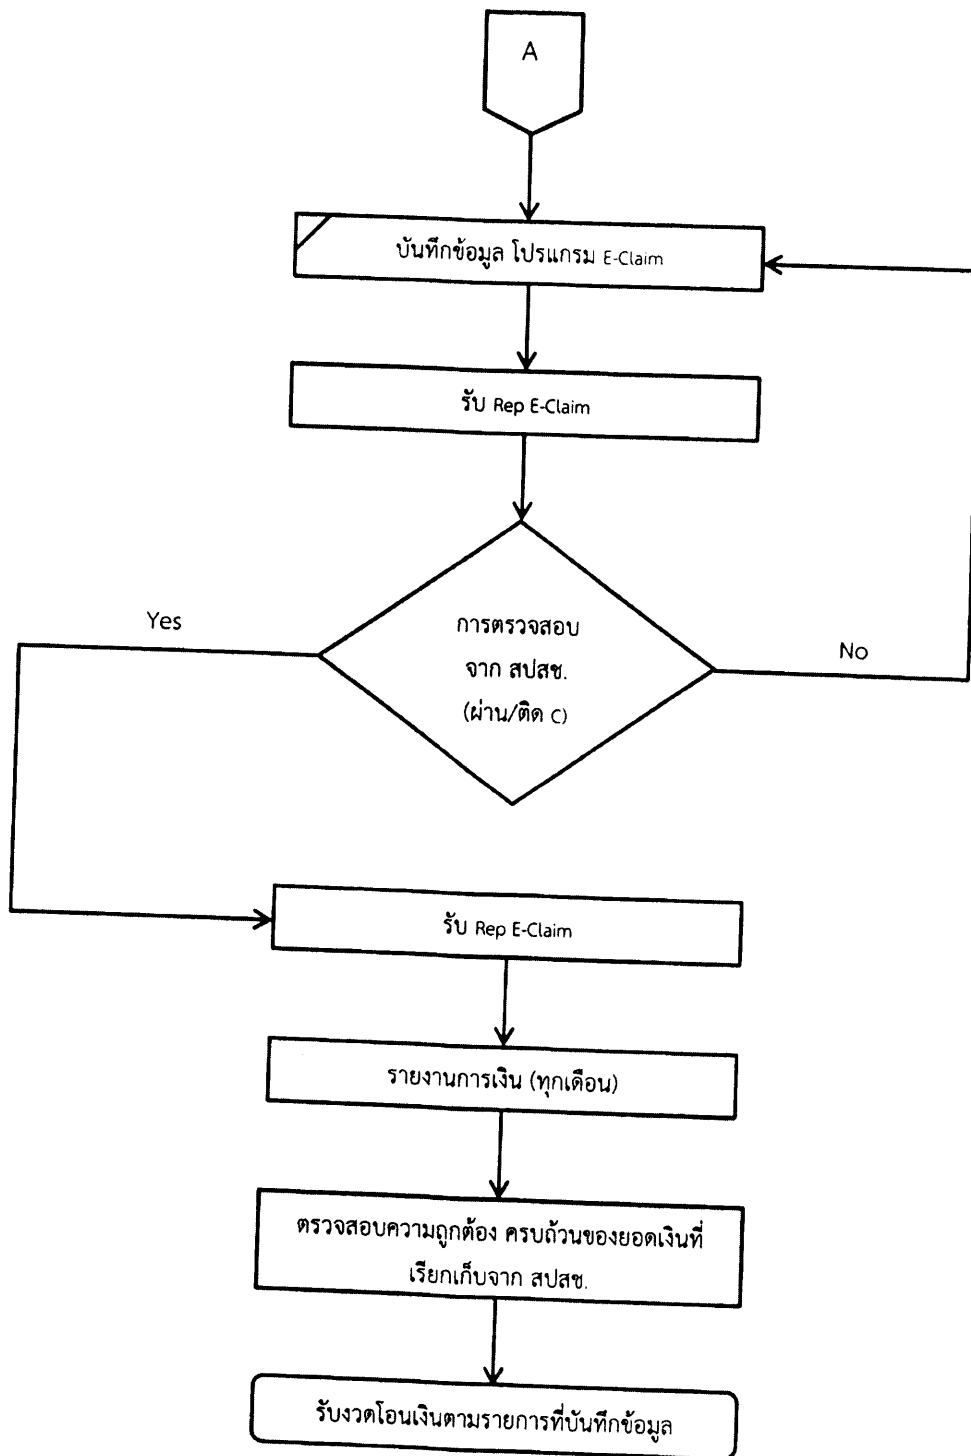 A
บันทึกข้อมูล โปรแกรม E-Claim
รับ Rep E-Claim
การตรวจสอบ
จาก สปสช.
(ผ่าน/ติด C)
Yes
No
รับ Rep E-Claim
รายงานการเงิน (ทุกเดือน)
ตรวจสอบความถูกต้อง ครบถ้วนของยอดเงินที่
เรียกเก็บจาก สปสช.
รับงวดโอนเงินตามรายการที่บันทึกข้อมูล